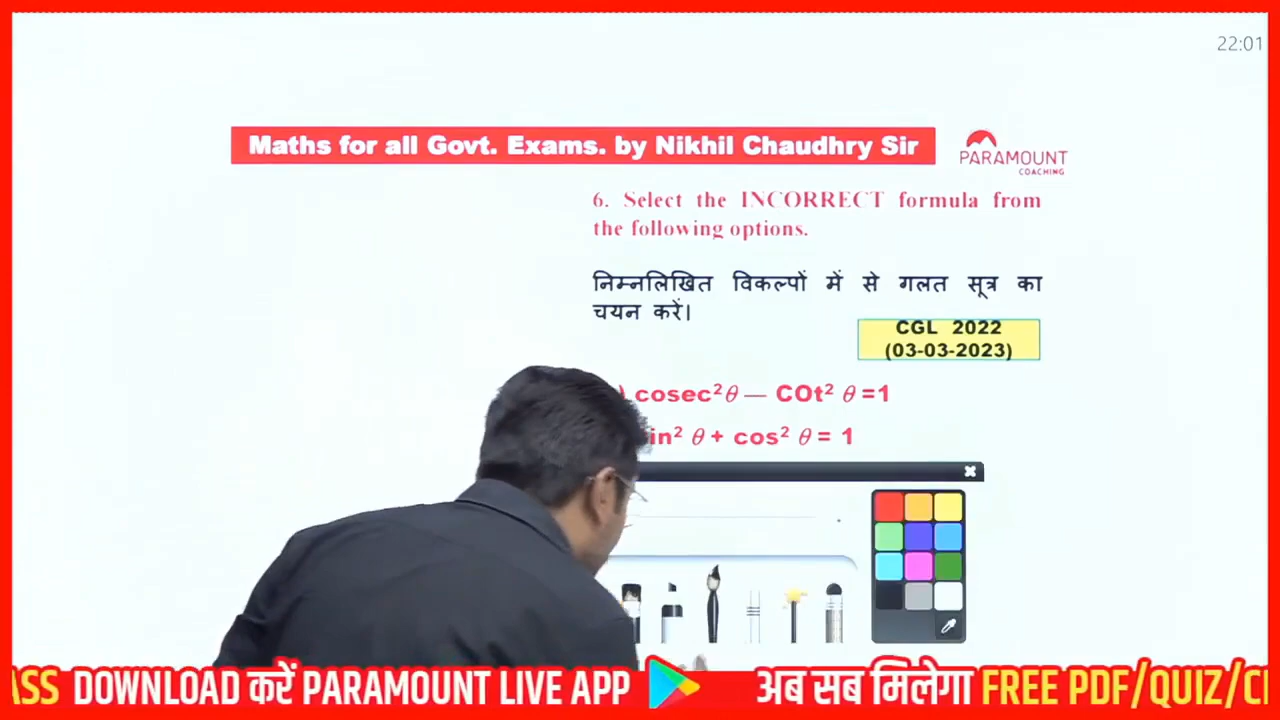 22:01
Maths for all Govt. Exams. by Nikhil Chaudhry Sir
PARAMOUNT
COACHING
6. Select the INCORRECT formula from
the following options.
निम्नलिखित विकल्पों में से गलत सूत्र का
चयन करें।
CGL 2022
(03-03-2023)
) cosec²θ — COt² θ =1
in² θ + cos² θ = 1
ASS DOWNLOAD करें PARAMOUNT LIVE APP अब सब मिलेगा FREE PDF/QUIZ/